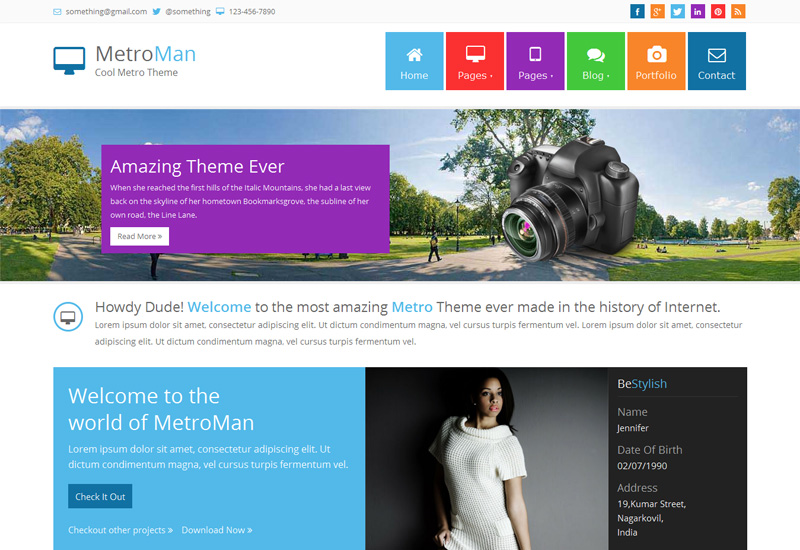 something@gmail.com @something 123-456-7890
MetroMan
Cool Metro Theme
Home
Pages
Pages
Blog
Portfolio
Contact
Amazing Theme Ever
When she reached the first hills of the Italic Mountains, she had a last view
back on the skyline of her hometown Bookmarksgrove, the subline of her
own road, the Line Lane.
Read More »
Howdy Dude! Welcome to the most amazing Metro Theme ever made in the history of Internet.
Lorem ipsum dolor sit amet, consectetur adipiscing elit. Ut dictum condimentum magna, vel cursus turpis fermentum vel. Lorem ipsum dolor sit amet, consectetur
adipiscing elit. Ut dictum condimentum magna, vel cursus turpis fermentum vel.
Welcome to the
world of MetroMan
Lorem ipsum dolor sit amet, consectetur adipiscing elit. Ut
dictum condimentum magna, vel cursus turpis fermentum vel.
Check It Out
Checkout other projects » Download Now »
BeStylish
Name
Jennifer
Date Of Birth
02/07/1990
Address
19,Kumar Street,
Nagarkovil,
India